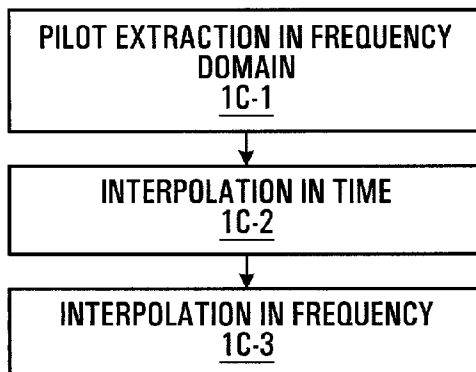 PILOT EXTRACTION IN FREQUENCY
DOMAIN
1C-1
INTERPOLATION IN TIME
1C-2
INTERPOLATION IN FREQUENCY
1C-3